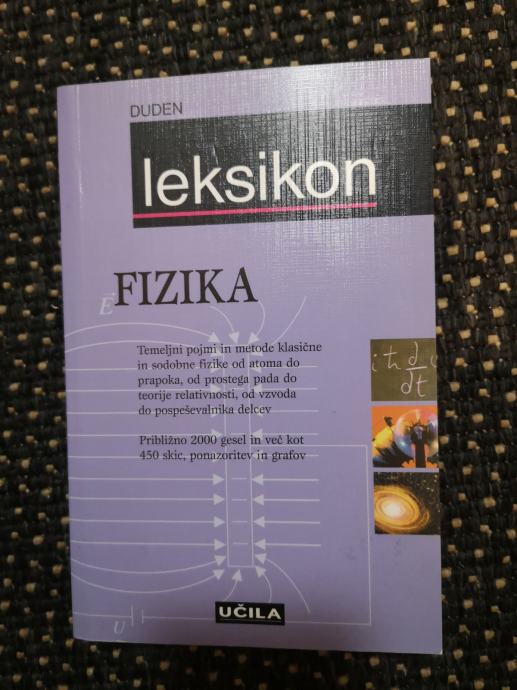 DUDEN
leksikon
FIZIKA
E
Temeljni pojmi in metode klasične
in sodobne fizike od atoma do
prapoka, od prostega pada do
teorije relativnosti, od vzvoda
do pospeševalnika delcev
iħ d
dt
Približno 2000 gesel in več kot
450 skic, ponazoritev in grafov
UČILA
U